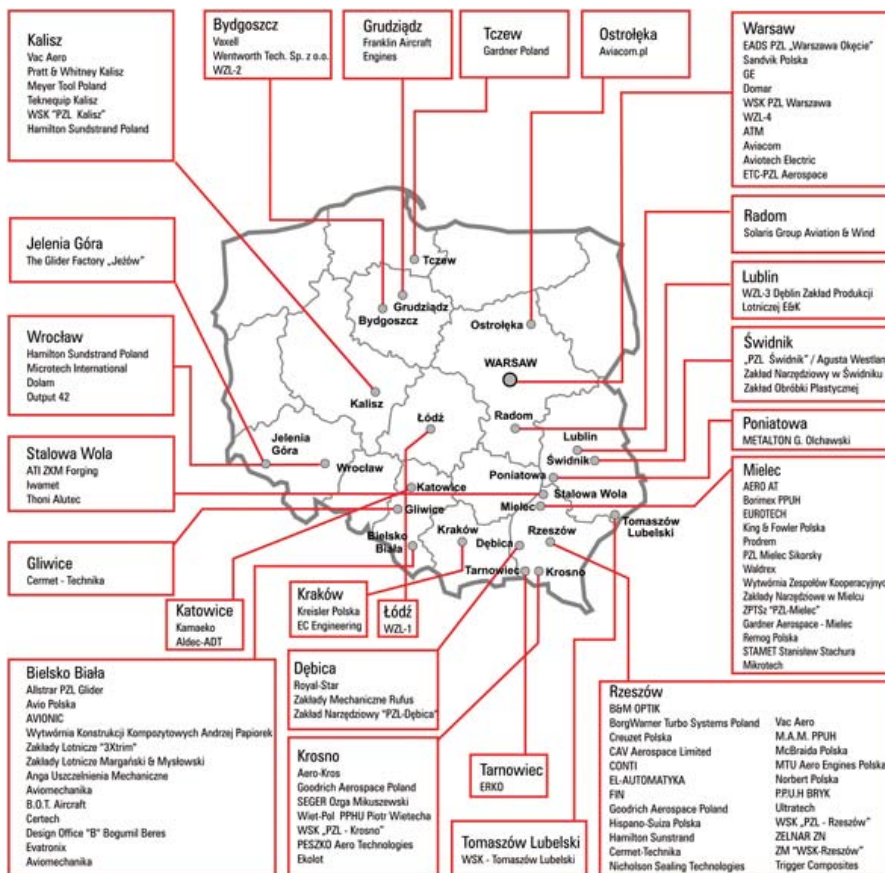 Kalisz
Vac Aero
Pratt & Whitney Kalisz
Meyer Tool Poland
Teknequip Kalisz
WSK "PZL Kalisz"
Hamilton Sundstrand Poland
Bydgoszcz
Vaxell
Wentworth Tech. Sp. z o.o.
WZL-2
Grudziądz
Franklin Aircraft
Engines
Tczew
Gardner Poland
Ostrołęka
Aviacom.pl
Warsaw
EADS PZL „Warszawa Okęcie"
Sandvik Polska
GE
Domar
WSK PZL Warszawa
WZL-4
ATM
Aviacom
Aviotech Electric
ETC-PZL Aerospace
Radom
Solaris Group Aviation & Wind
Jelenia Góra
The Glider Factory „Jeżów"
Lublin
WZL-3 Dęblin Zakład Produkcji
Lotniczej E&K
Wrocław
Hamilton Sundstrand Poland
Microtech International
Dolam
Output 42
Świdnik
„PZL Świdnik" / Agusta Westlan
Zakład Narzędziowy w Świdniku
Zakład Obróbki Plastycznej
Poniatowa
METALTON G. Olchawski
Stalowa Wola
ATI ZKM Forging
Iwamet
Thoni Alutec
Mielec
AERO AT
Borimex PPUH
EUROTECH
King & Fowler Polska
Prodrem
PZL Mielec Sikorsky
Waldrex
Wytwórnia Zespołów Kooperacyjnyc
Zakłady Narzędziowe w Mielcu
ZPTSz "PZL-Mielec"
Gardner Aerospace - Mielec
Remog Polska
STAMET Stanisław Stachura
Mikrotech
Tczew
Grudziądz
Bydgoszcz
Ostrołęka
WARSAW
Kalisz
Łódź
Radom
Lublin
Jelenia
Góra
Wrocław
Świdnik
Poniatowa
Katowice
Stalowa Wola
Gliwice
Mielec
Tomaszów
Lubelski
Bielsko
Biała
Kraków
Dębica
Rzeszów
Tarnowiec
Krosno
Gliwice
Cermet - Technika
Katowice
Kamaeko
Aldec-ADT
Kraków
Kreisler Polska
EC Engineering
Łódź
WZL-1
Bielsko Biała
Allstrar PZL Glider
Avio Polska
AVIONIC
Wytwórnia Konstrukcji Kompozytowych Andrzej Papiorek
Zakłady Lotnicze "3Xtrim"
Zakłady Lotnicze Margański & Mysłowski
Anga Uszczelnienia Mechaniczne
Aviomechanika
B.O.T. Aircraft
Certech
Design Office "B" Bogumil Beres
Evatronix
Aviomechanika
Dębica
Royal-Star
Zakłady Mechaniczne Rufus
Zakład Narzędziowy "PZL-Dębica"
Krosno
Aero-Kros
Goodrich Aerospace Poland
SEGER Ozga Mikuszewski
Wiet-Pol PPHU Piotr Wietecha
WSK „PZL - Krosno"
PESZKO Aero Technologies
Ekolot
Tarnowiec
ERKO
Tomaszów Lubelski
WSK - Tomaszów Lubelski
Rzeszów
B&M OPTIK
BorgWarner Turbo Systems Poland
Creuzet Polska
CAV Aerospace Limited
CONTI
EL-AUTOMATYKA
FIN
Goodrich Aerospace Poland
Hispano-Suiza Polska
Hamilton Sunstrand
Cermet-Technika
Nicholson Sealing Technologies
Vac Aero
M.A.M. PPUH
McBraida Polska
MTU Aero Engines Polska
Norbert Polska
P.P.U.H BRYK
Ultratech
WSK „PZL - Rzeszów"
ZELNAR ZN
ZM "WSK-Rzeszów"
Trigger Composites